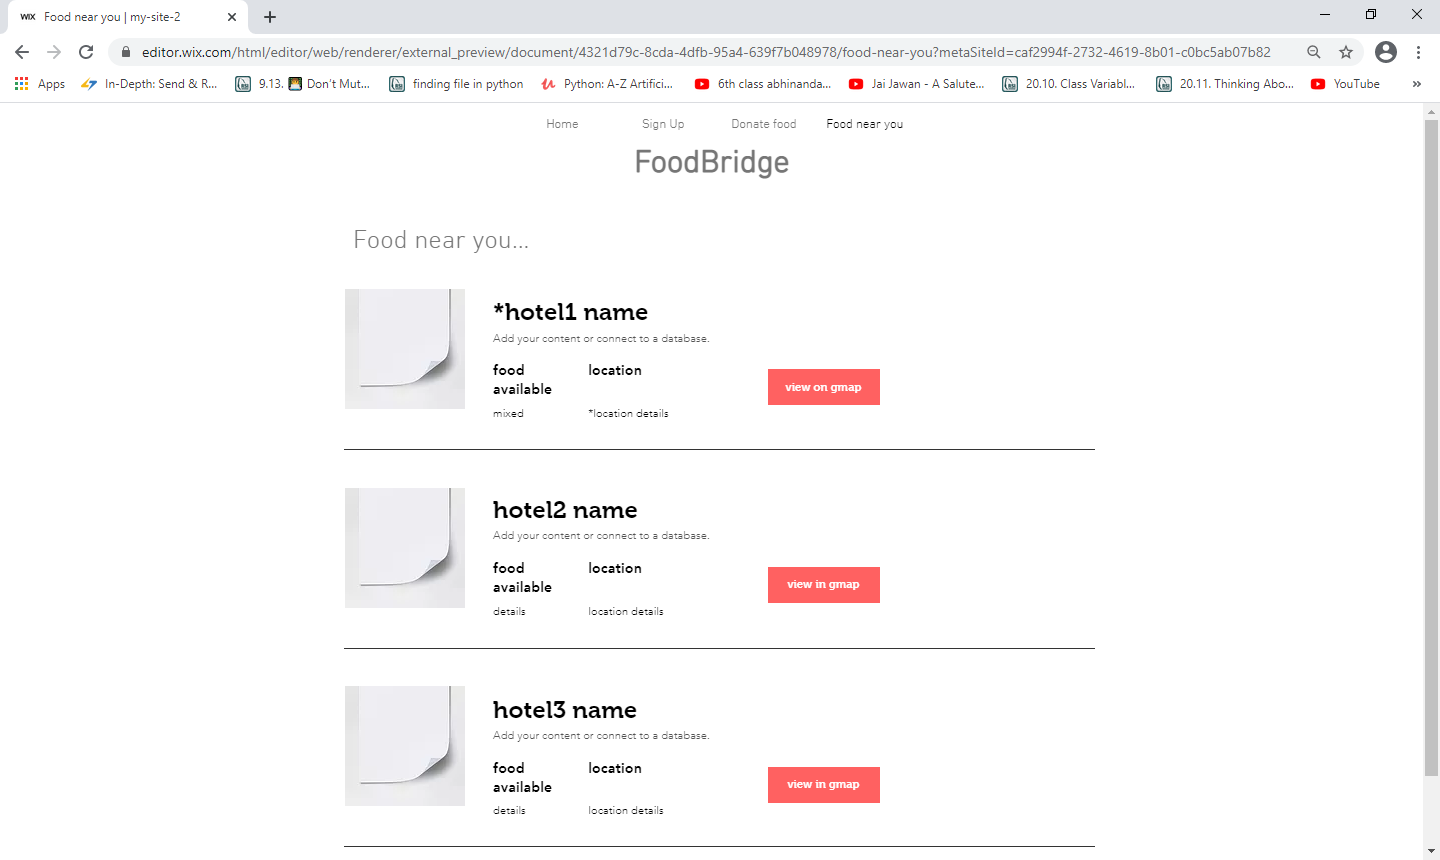 WIX Food near you | my-site-2
editor.wix.com/html/editor/web/renderer/external_preview/document/4321d79c-8cda-4dfb-95a4-639f7b048978/food-near-you?metaSiteId=caf2994f-2732-4619-8b01-c0bc5ab07b82
Apps In-Depth: Send & R... 9.13. Don't Mut... finding file in python Python: A-Z Artifici... 6th class abhinanda... Jai Jawan - A Salute... 20.10. Class Variabl... 20.11. Thinking Abo... YouTube »
Home Sign Up Donate food Food near you
FoodBridge
Food near you...
*hotel1 name
Add your content or connect to a database.
food available
location
view on gmap
mixed
*location details
hotel2 name
Add your content or connect to a database.
food available
location
view in gmap
details
location details
hotel3 name
Add your content or connect to a database.
food available
location
view in gmap
details
location details